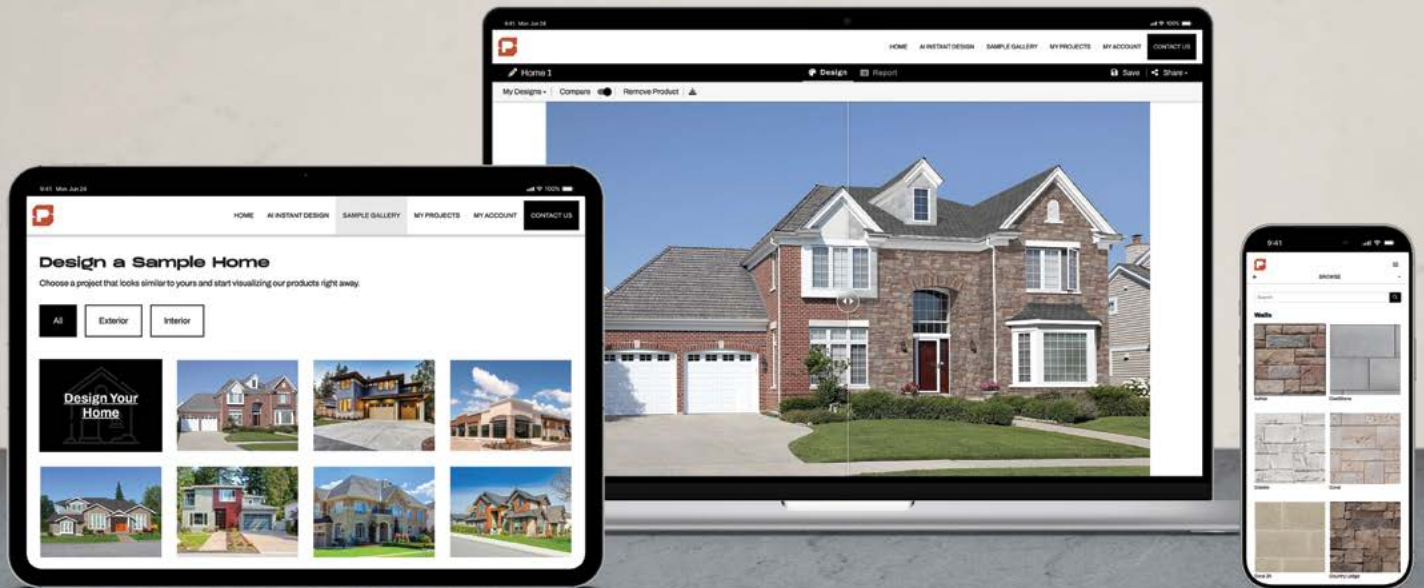 9:41 Mon Jun 24
100%
HOME AI INSTANT DESIGN SAMPLE GALLERY MY PROJECTS MY ACCOUNT CONTACT US
Home 1
Design Report
Save Share
My Designs Compare Remove Product
9:41 Mon Jun 24
100%
P
HOME AI INSTANT DESIGN SAMPLE GALLERY MY PROJECTS MY ACCOUNT CONTACT US
Design a Sample Home
Choose a project that looks similar to yours and start visualizing our products right away.
All Exterior Interior
Design Your
Home
9:41
P
BROWSE
Search
Walls
CastStone
Coral
Country Ledge